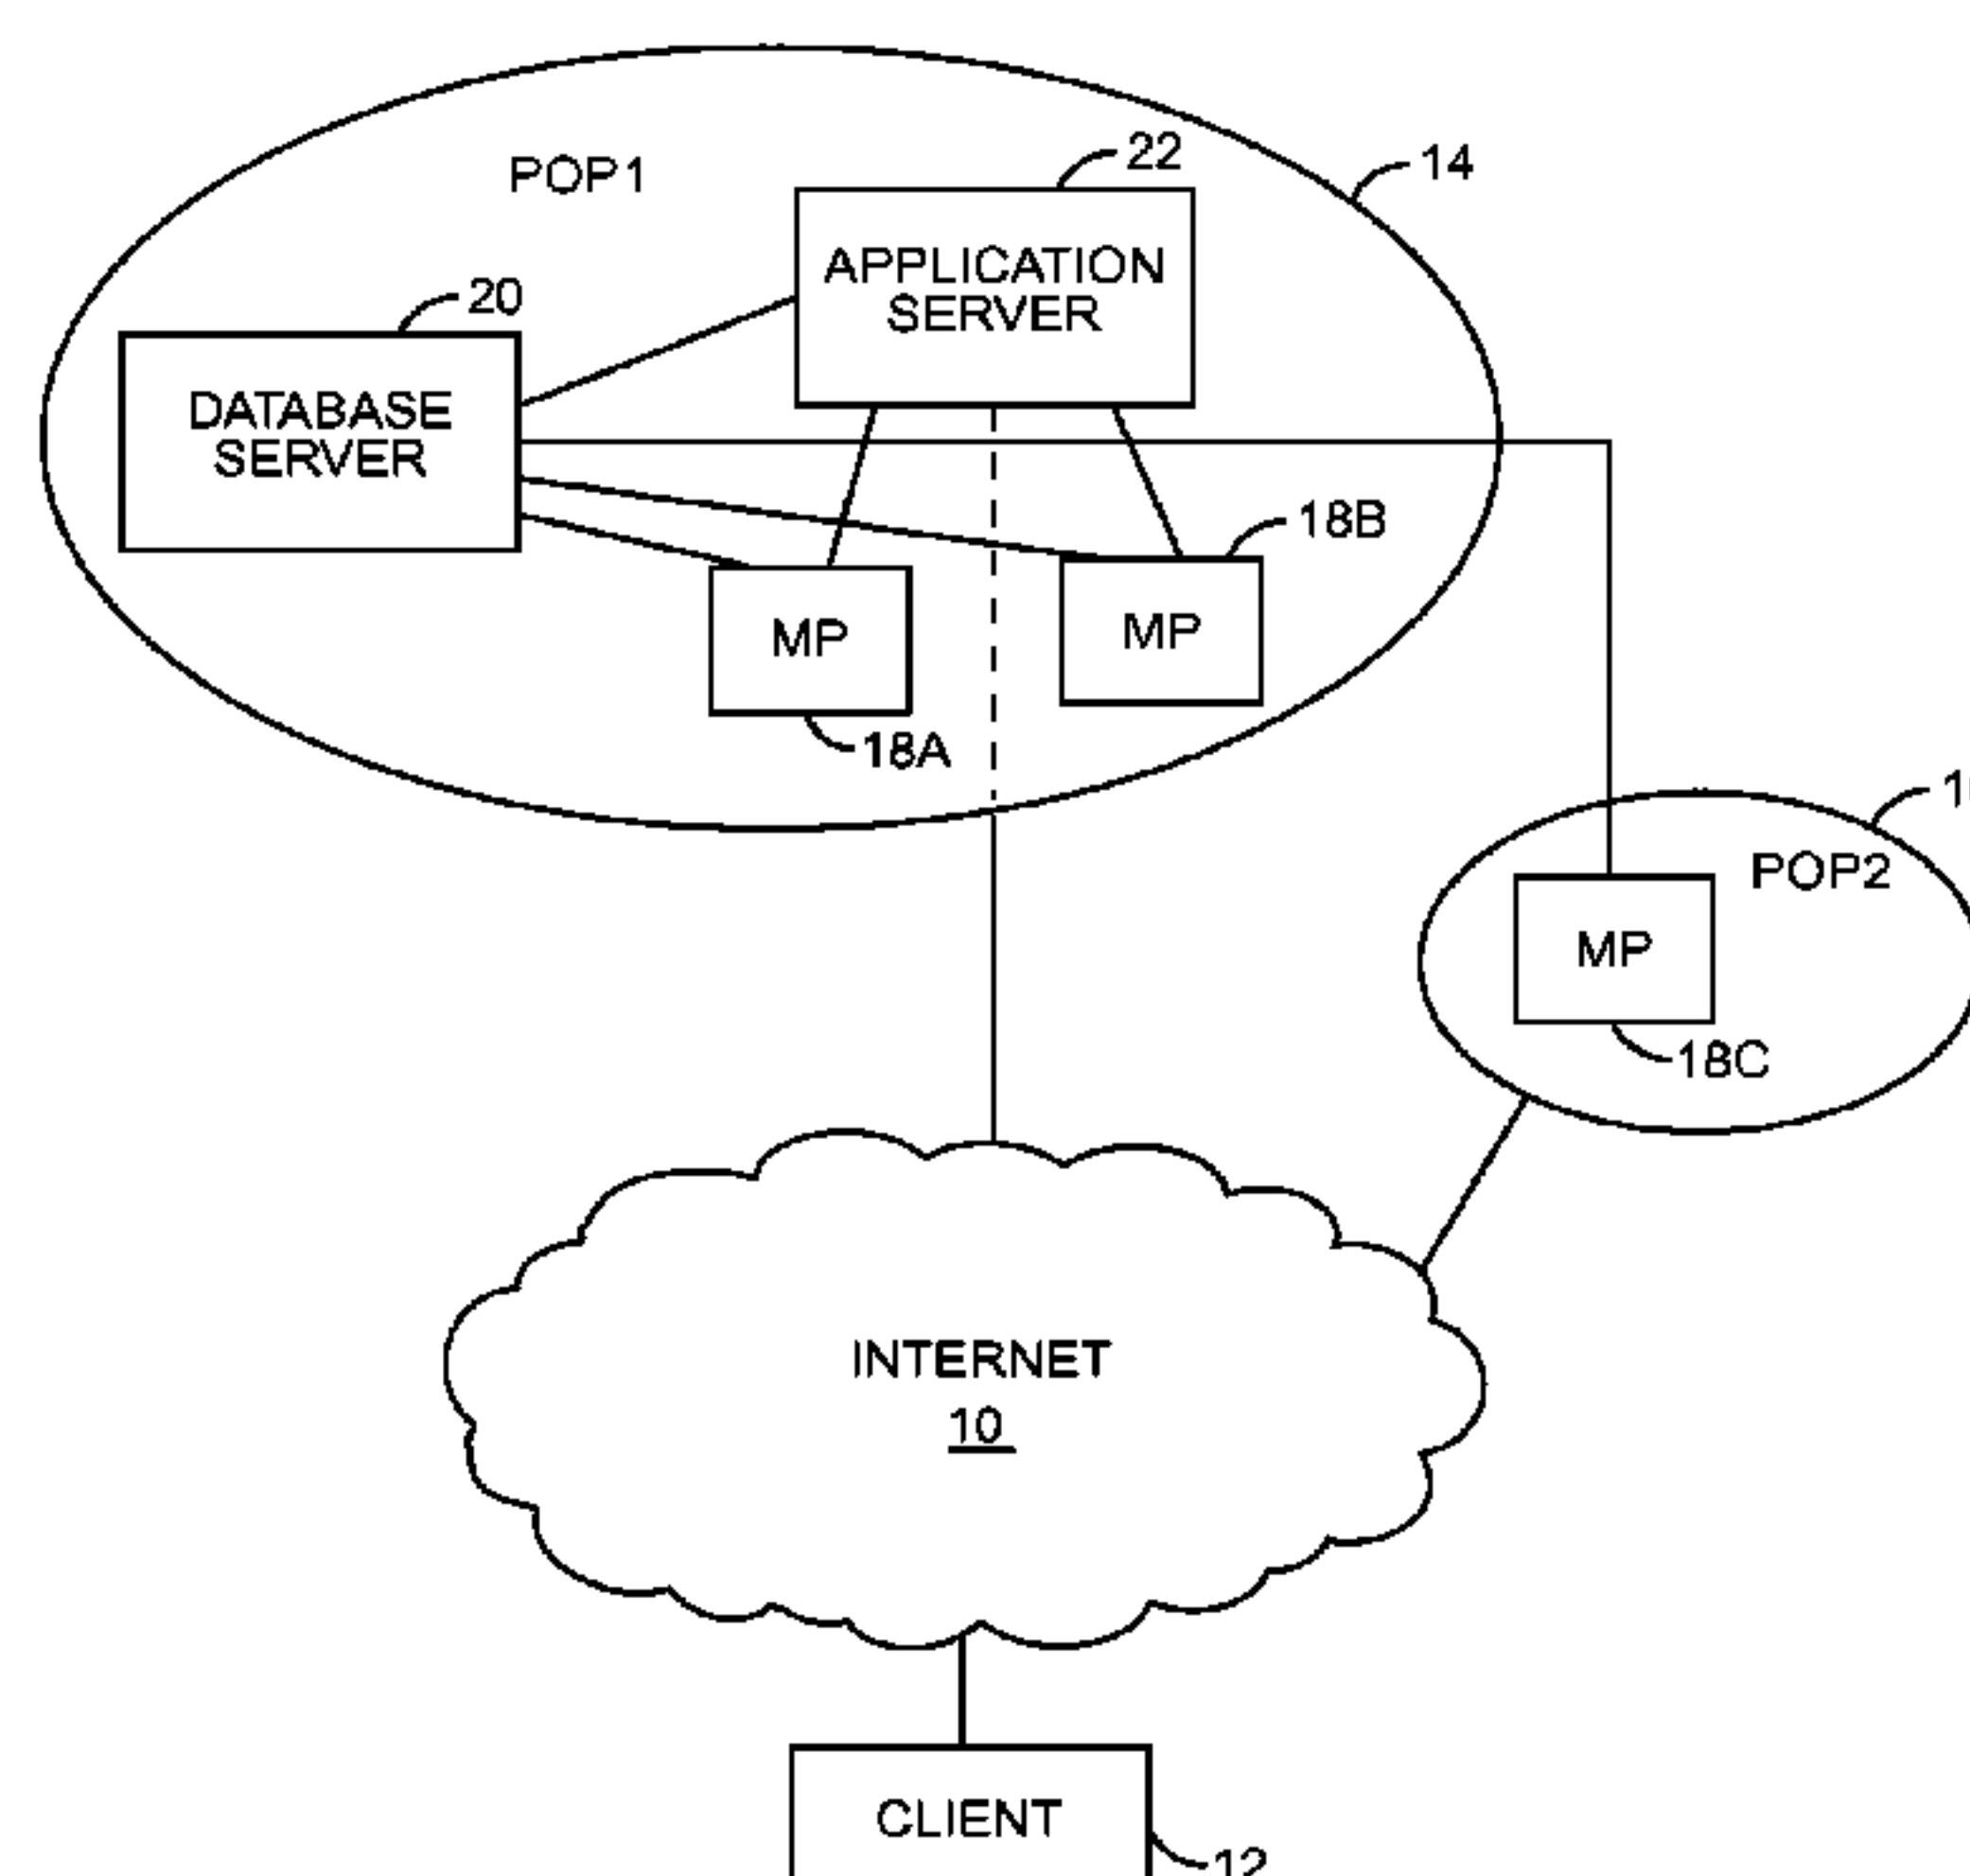 POP1
22
14
APPLICATION
SERVER
20
DATABASE
SERVER
18B
MP
MP
18A
POP2
MP
18C
INTERNET
10
CLIENT
12